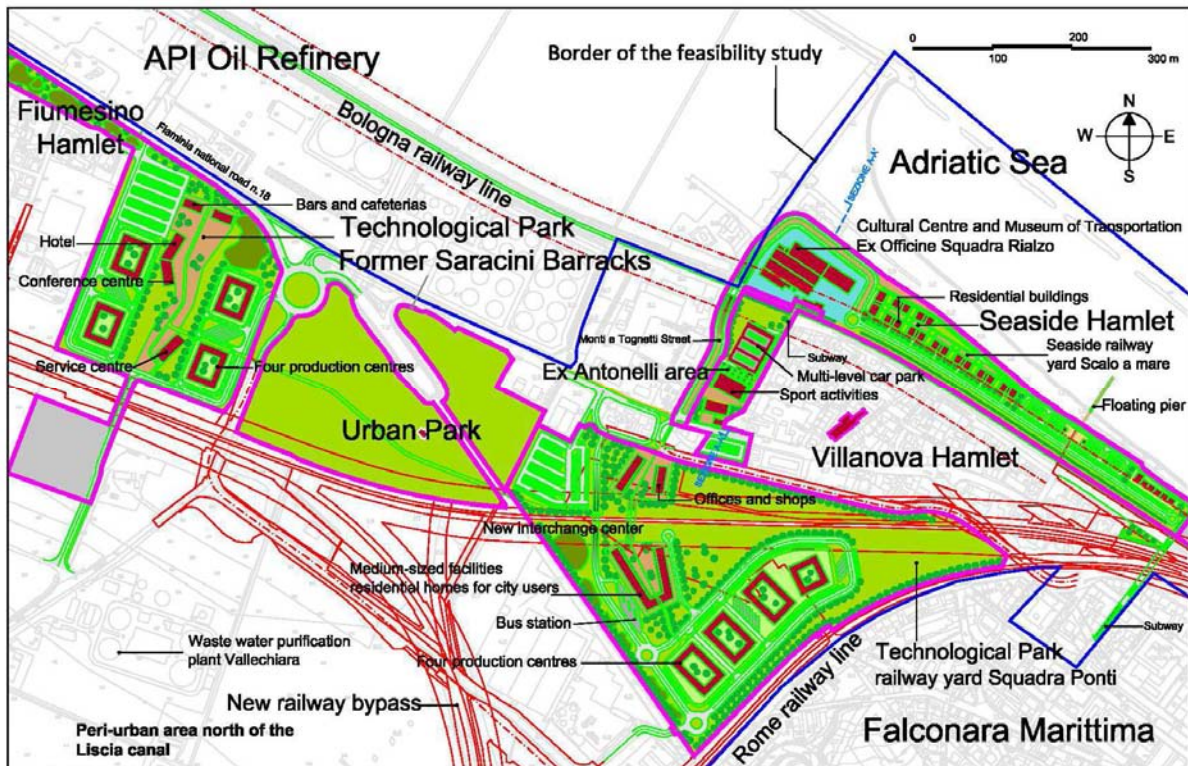 API Oil Refinery
Border of the feasibility study
0 200
100 300 m
Fiumesino
Hamlet
Flaminia national road n.16
Bologna railway line
N
W E
S
Adriatic Sea
SEZIONE A-A'
Bars and cafeterias
Technological Park
Former Saracini Barracks
Hotel
Conference centre
Cultural Centre and Museum of Transportation
Ex Officine Squadra Rialzo
Residential buildings
Seaside Hamlet
Seaside railway
yard Scalo a mare
Monti e Tognetti Street
Subway
Ex Antonelli area
Multi-level car park
Sport activities
Floating pier
Service centre
Four production centres
Urban Park
Villanova Hamlet
SEZIONE A-A'
Offices and shops
New interchange center
Medium-sized facilities
residential homes for city users
Bus station
Four production centres
Waste water purification
plant Vallechiara
New railway bypass
Peri-urban area north of the
Liscia canal
Rome railway line
Technological Park
railway yard Squadra Ponti
Subway
Falconara Marittima